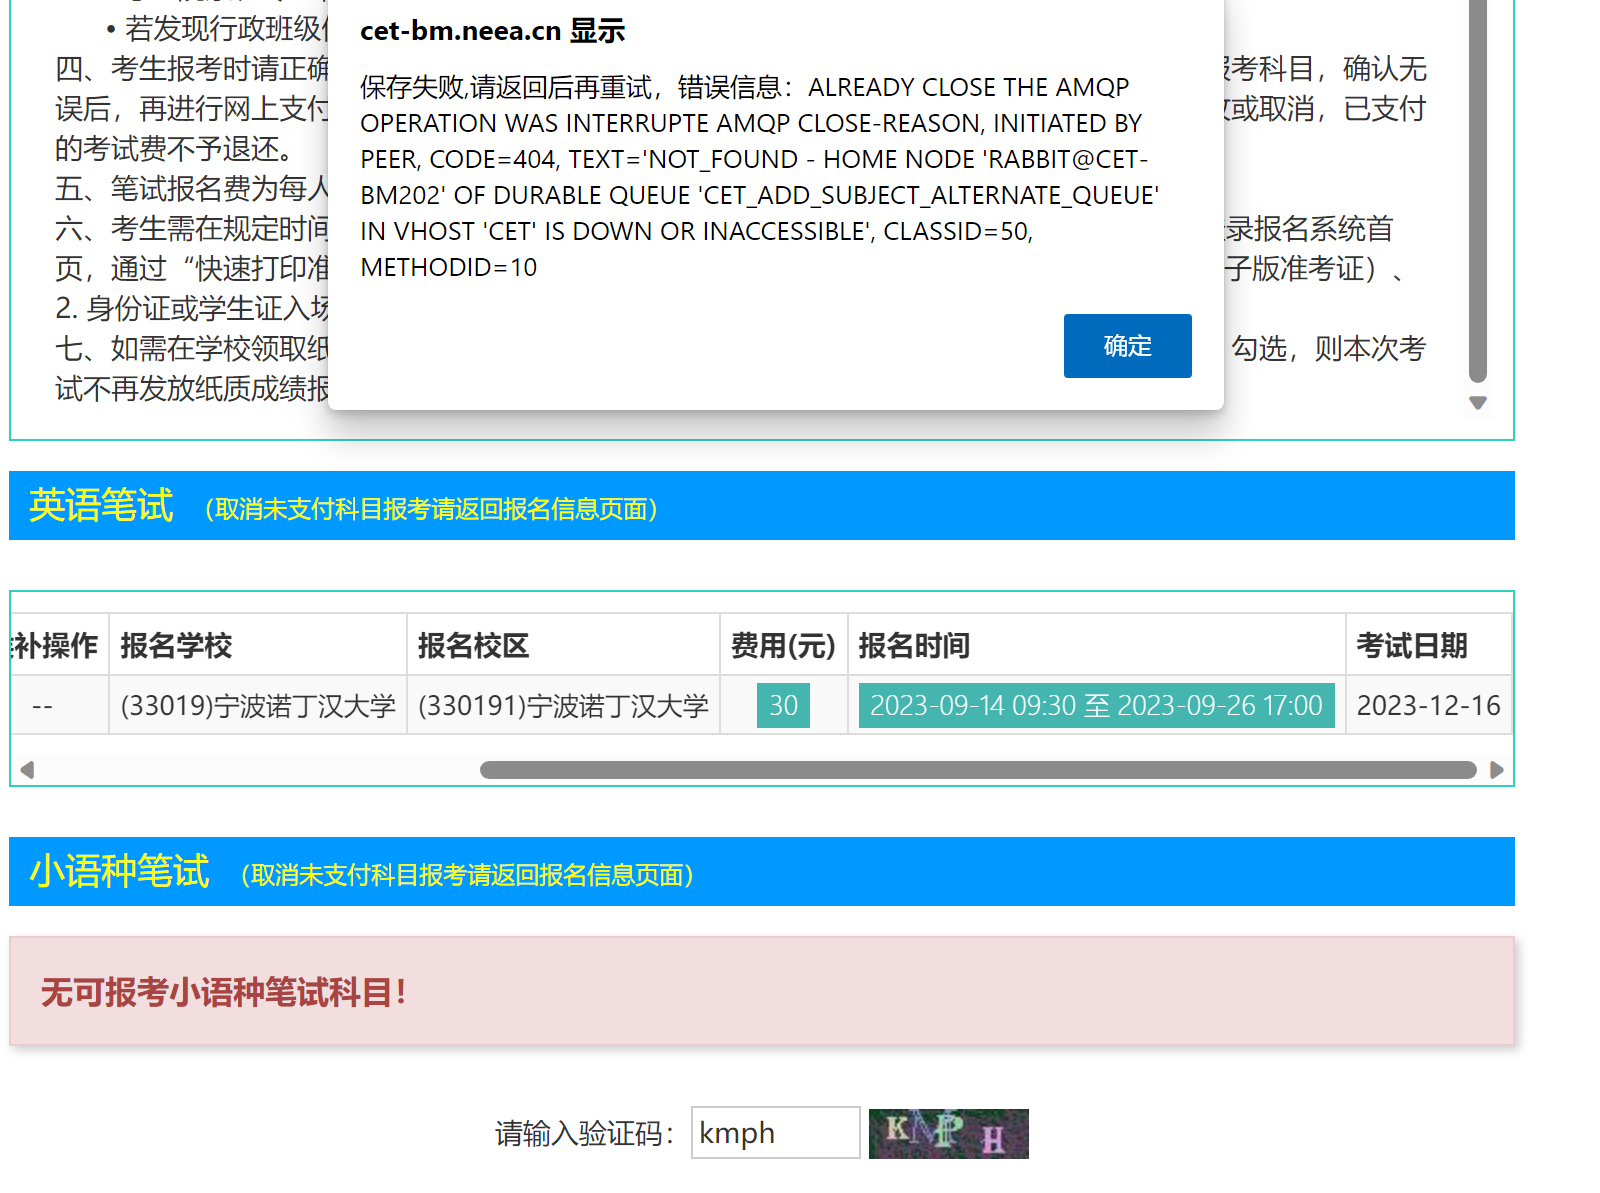 • 若发现行政班级
cet-bm.neea.cn 显示
四、考生报考时请正确
保存失败,请返回后再重试，错误信息：ALREADY CLOSE THE AMQP
报考科目，确认无
误后，再进行网上支付
OPERATION WAS INTERRUPTE AMQP CLOSE-REASON, INITIATED BY
或取消，已支付
的考试费不予退还。
PEER, CODE=404, TEXT='NOT_FOUND - HOME NODE 'RABBIT@CET-
五、笔试报名费为每人
BM202' OF DURABLE QUEUE 'CET_ADD_SUBJECT_ALTERNATE_QUEUE'
六、考生需在规定时间
IN VHOST 'CET' IS DOWN OR INACCESSIBLE', CLASSID=50,
录报名系统首
页，通过“快速打印准
METHODID=10
子版准考证）、
2. 身份证或学生证入场
七、如需在学校领取纸
确定
勾选，则本次考
试不再发放纸质成绩报
英语笔试 （取消未支付科目报考请返回报名信息页面）
补操作 报名学校 报名校区 费用(元) 报名时间 考试日期
-- (33019)宁波诺丁汉大学 (330191)宁波诺丁汉大学 30 2023-09-14 09:30 至 2023-09-26 17:00 2023-12-16
小语种笔试 （取消未支付科目报考请返回报名信息页面）
无可报考小语种笔试科目！
请输入验证码： kmph KMPH